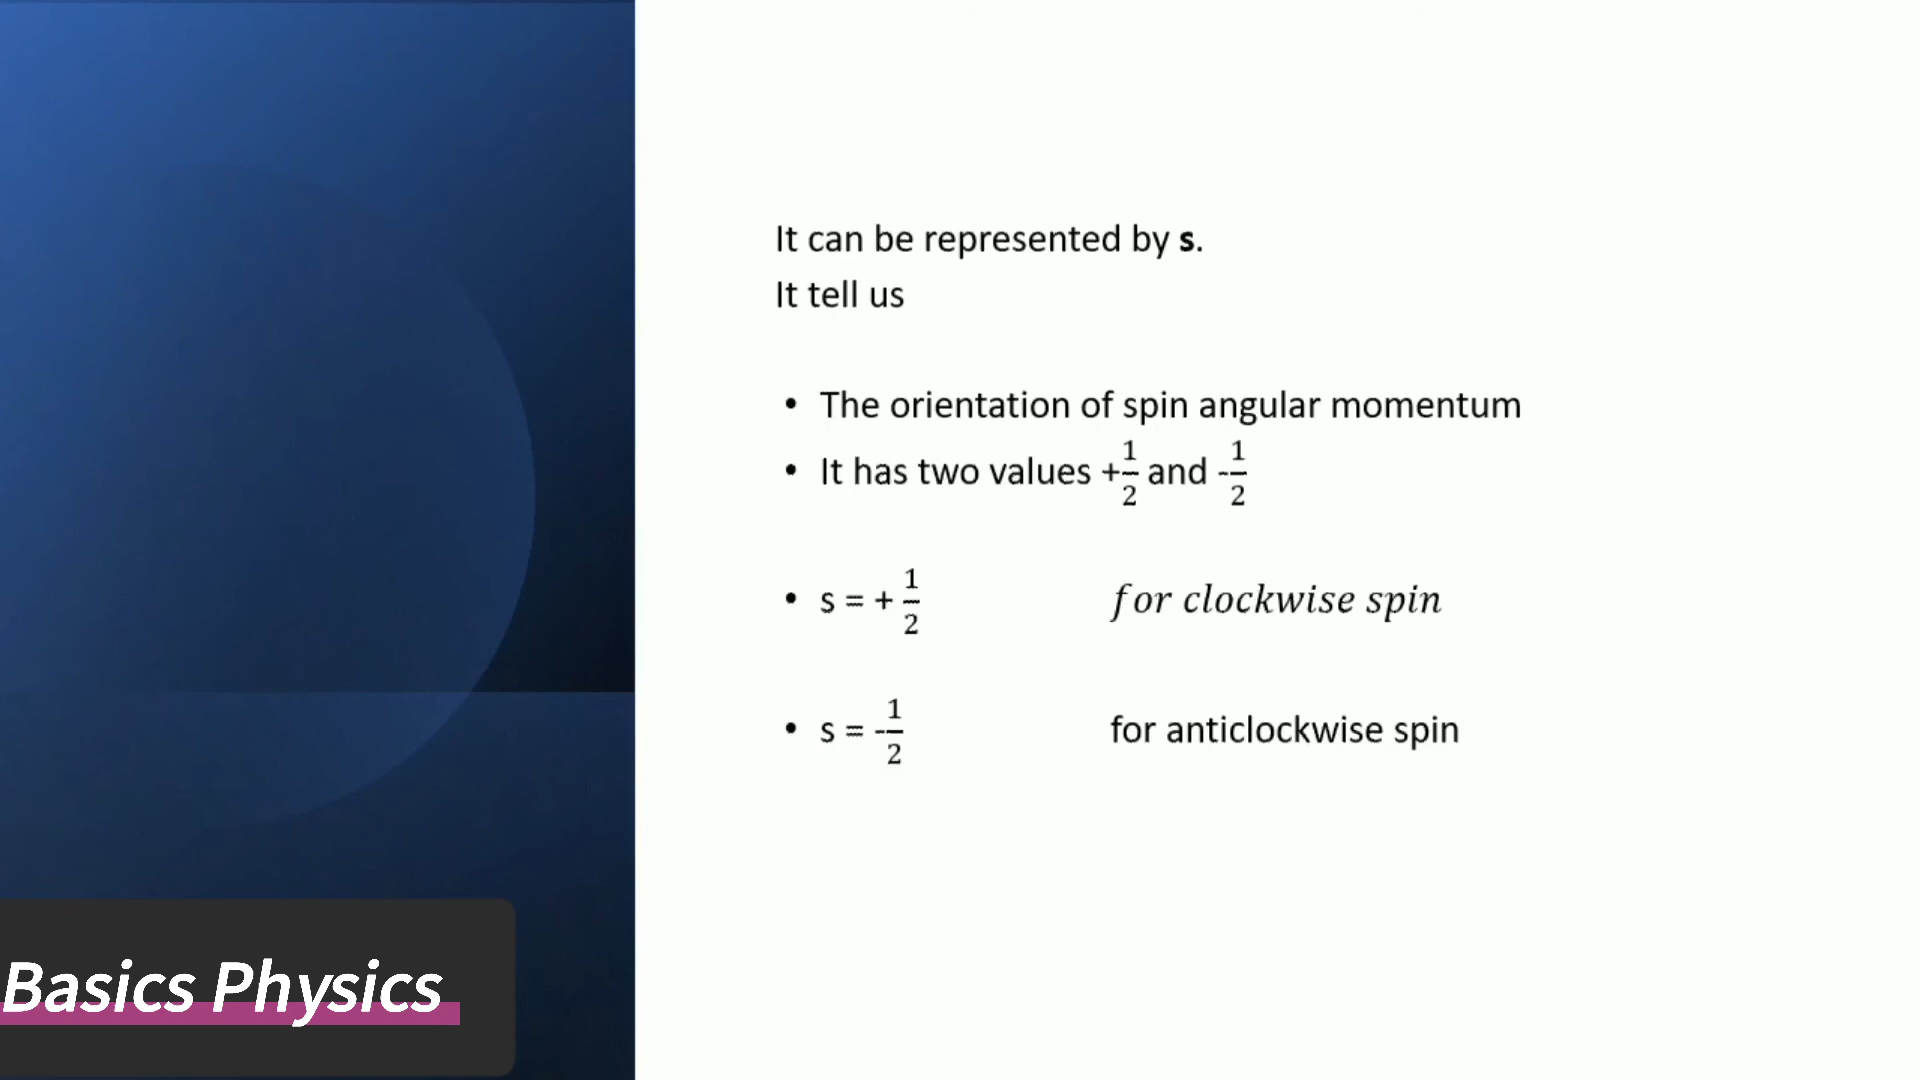 It can be represented by s.
It tell us
• The orientation of spin angular momentum
• It has two values +1/2 and -1/2
• s = + 1/2 for clockwise spin
• s = -1/2 for anticlockwise spin
Basics Physics